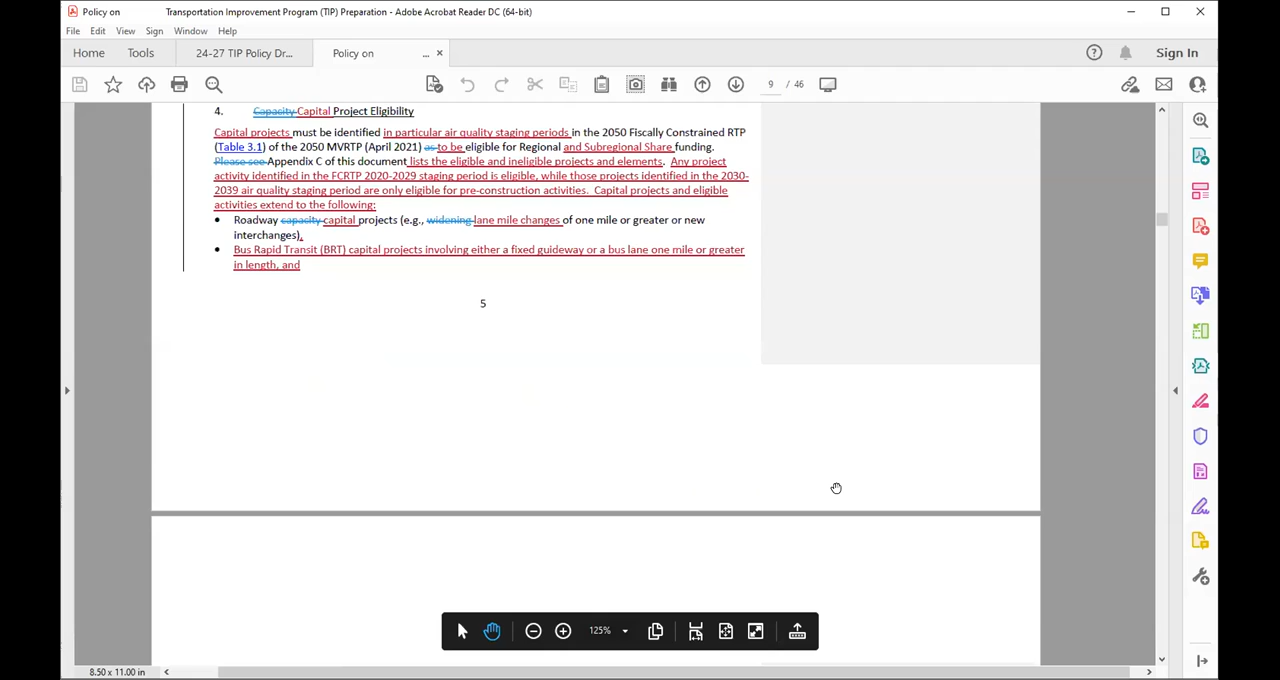 Policy on Transportation Improvement Program (TIP) Preparation - Adobe Acrobat Reader DC (64-bit)
File Edit View Sign Window Help
Home Tools 24-27 TIP Policy Dr... Policy on ... × Sign In
9 / 46
4. Capacity Capital Project Eligibility
Capital projects must be identified in particular air quality staging periods in the 2050 Fiscally Constrained RTP
(Table 3.1) of the 2050 MVRTP (April 2021) as to be eligible for Regional and Subregional Share funding.
Please see Appendix C of this document lists the eligible and ineligible projects and elements. Any project
activity identified in the FCRTP 2020-2029 staging period is eligible, while those projects identified in the 2030-
2039 air quality staging period are only eligible for pre-construction activities. Capital projects and eligible
activities extend to the following:
• Roadway capacity capital projects (e.g., widening lane mile changes of one mile or greater or new
interchanges),
• Bus Rapid Transit (BRT) capital projects involving either a fixed guideway or a bus lane one mile or greater
in length, and
5
125%
8.50 x 11.00 in